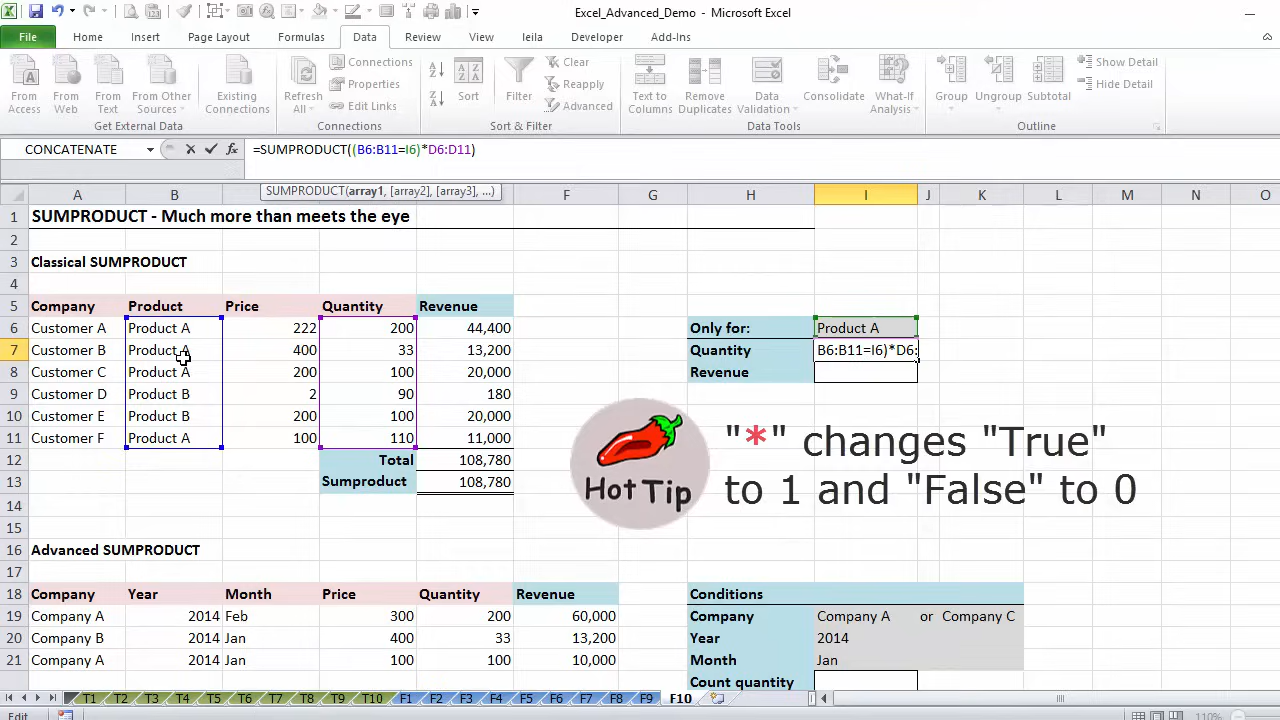 Excel_Advanced_Demo - Microsoft Excel
File Home Insert Page Layout Formulas Data Review View leila Developer Add-Ins
From Access
From Web
From Text
From Other Sources
Existing Connections
Get External Data
Refresh All
Connections
Properties
Edit Links
Connections
Sort
Filter
Clear
Reapply
Advanced
Sort & Filter
Text to Columns
Remove Duplicates
Data Validation
Consolidate
What-If Analysis
Data Tools
Group
Ungroup
Subtotal
Show Detail
Hide Detail
Outline
CONCATENATE fx =SUMPRODUCT((B6:B11=I6)*D6:D11)
SUMPRODUCT(array1, [array2], [array3], ...)
A B F G H I J K L M N O
1 SUMPRODUCT - Much more than meets the eye
2
3 Classical SUMPRODUCT
4
5 Company Product Price Quantity Revenue
6 Customer A Product A 222 200 44,400 Only for: Product A
7 Customer B Product A 400 33 13,200 Quantity B6:B11=I6)*D6:
8 Customer C Product A 200 100 20,000 Revenue
9 Customer D Product B 2 90 180
10 Customer E Product B 200 100 20,000
11 Customer F Product A 100 110 11,000
12 Total 108,780
13 Sumproduct 108,780
14
15
Hot Tip
"*" changes "True"
to 1 and "False" to 0
16 Advanced SUMPRODUCT
17
18 Company Year Month Price Quantity Revenue Conditions
19 Company A 2014 Feb 300 200 60,000 Company Company A or Company C
20 Company B 2014 Jan 400 33 13,200 Year 2014
21 Company A 2014 Jan 100 100 10,000 Month Jan
Count quantity
T1 T2 T3 T4 T5 T6 T7 T8 T9 T10 F1 F2 F3 F4 F5 F6 F7 F8 F9 F10
Edit 110%